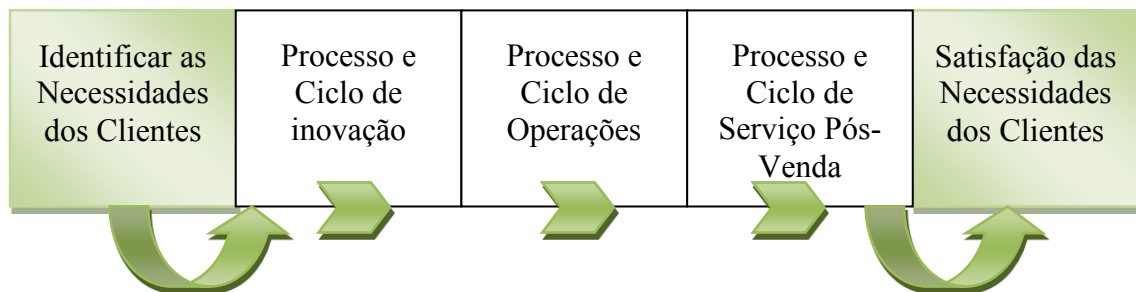 Identificar as
Necessidades
dos Clientes
Processo e
Ciclo de
inovação
Processo e
Ciclo de
Operações
Processo e
Ciclo de
Serviço Pós-
Venda
Satisfação das
Necessidades
dos Clientes